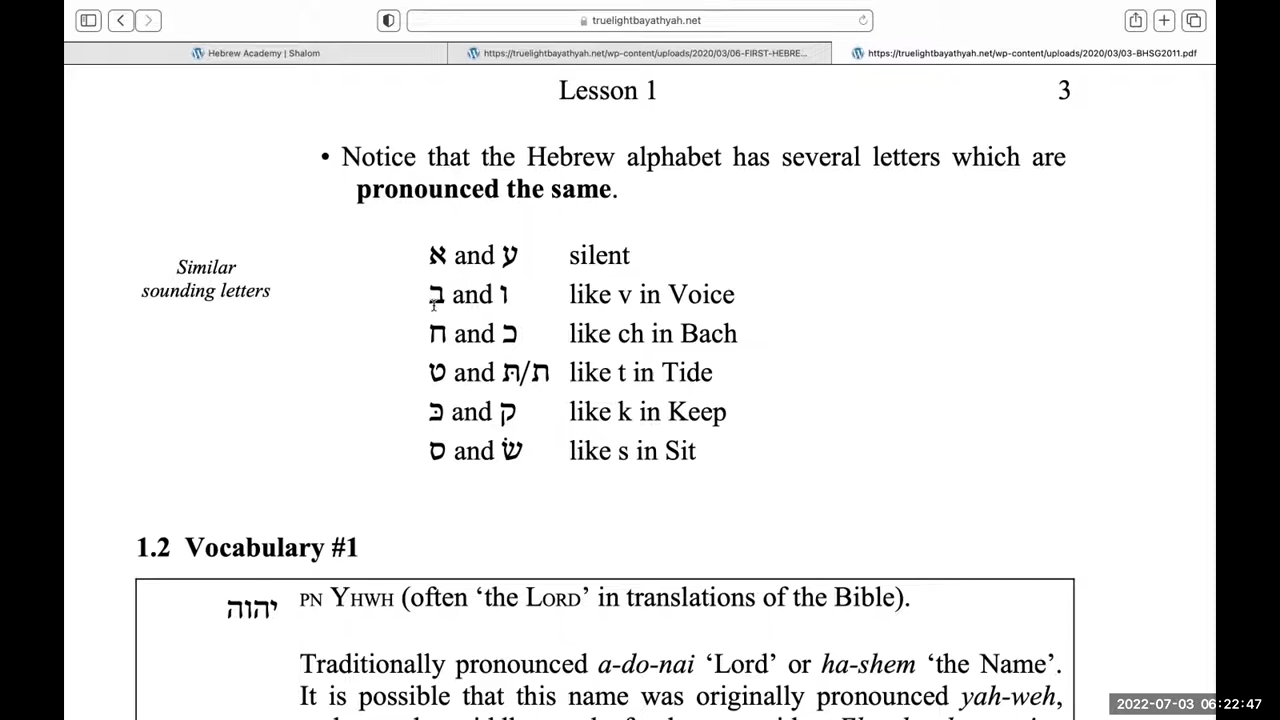 truelightbayathyah.net
Hebrew Academy | Shalom
https://truelightbayathyah.net/wp-content/uploads/2020/03/06-FIRST-HEBRE...
https://truelightbayathyah.net/wp-content/uploads/2020/03/03-BHSG2011.pdf
Lesson 1 3
• Notice that the Hebrew alphabet has several letters which are
pronounced the same.
Similar
sounding letters
א and ע silent
ב and ו like v in Voice
ח and כ like ch in Bach
ט and תּ/ת like t in Tide
כּ and ק like k in Keep
ס and שׂ like s in Sit
1.2 Vocabulary #1
יהוה PN YHWH (often ‘the LORD’ in translations of the Bible).
Traditionally pronounced a-do-nai ‘Lord’ or ha-shem ‘the Name’.
It is possible that this name was originally pronounced yah-weh,
2022-07-03 06:22:47